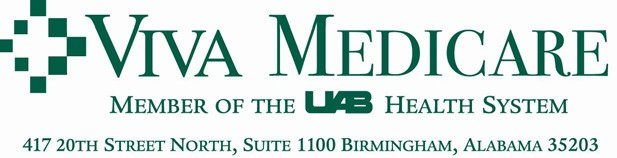 VIVA MEDICARE
MEMBER OF THE UAB HEALTH SYSTEM
417 20TH STREET NORTH, SUITE 1100 BIRMINGHAM, ALABAMA 35203